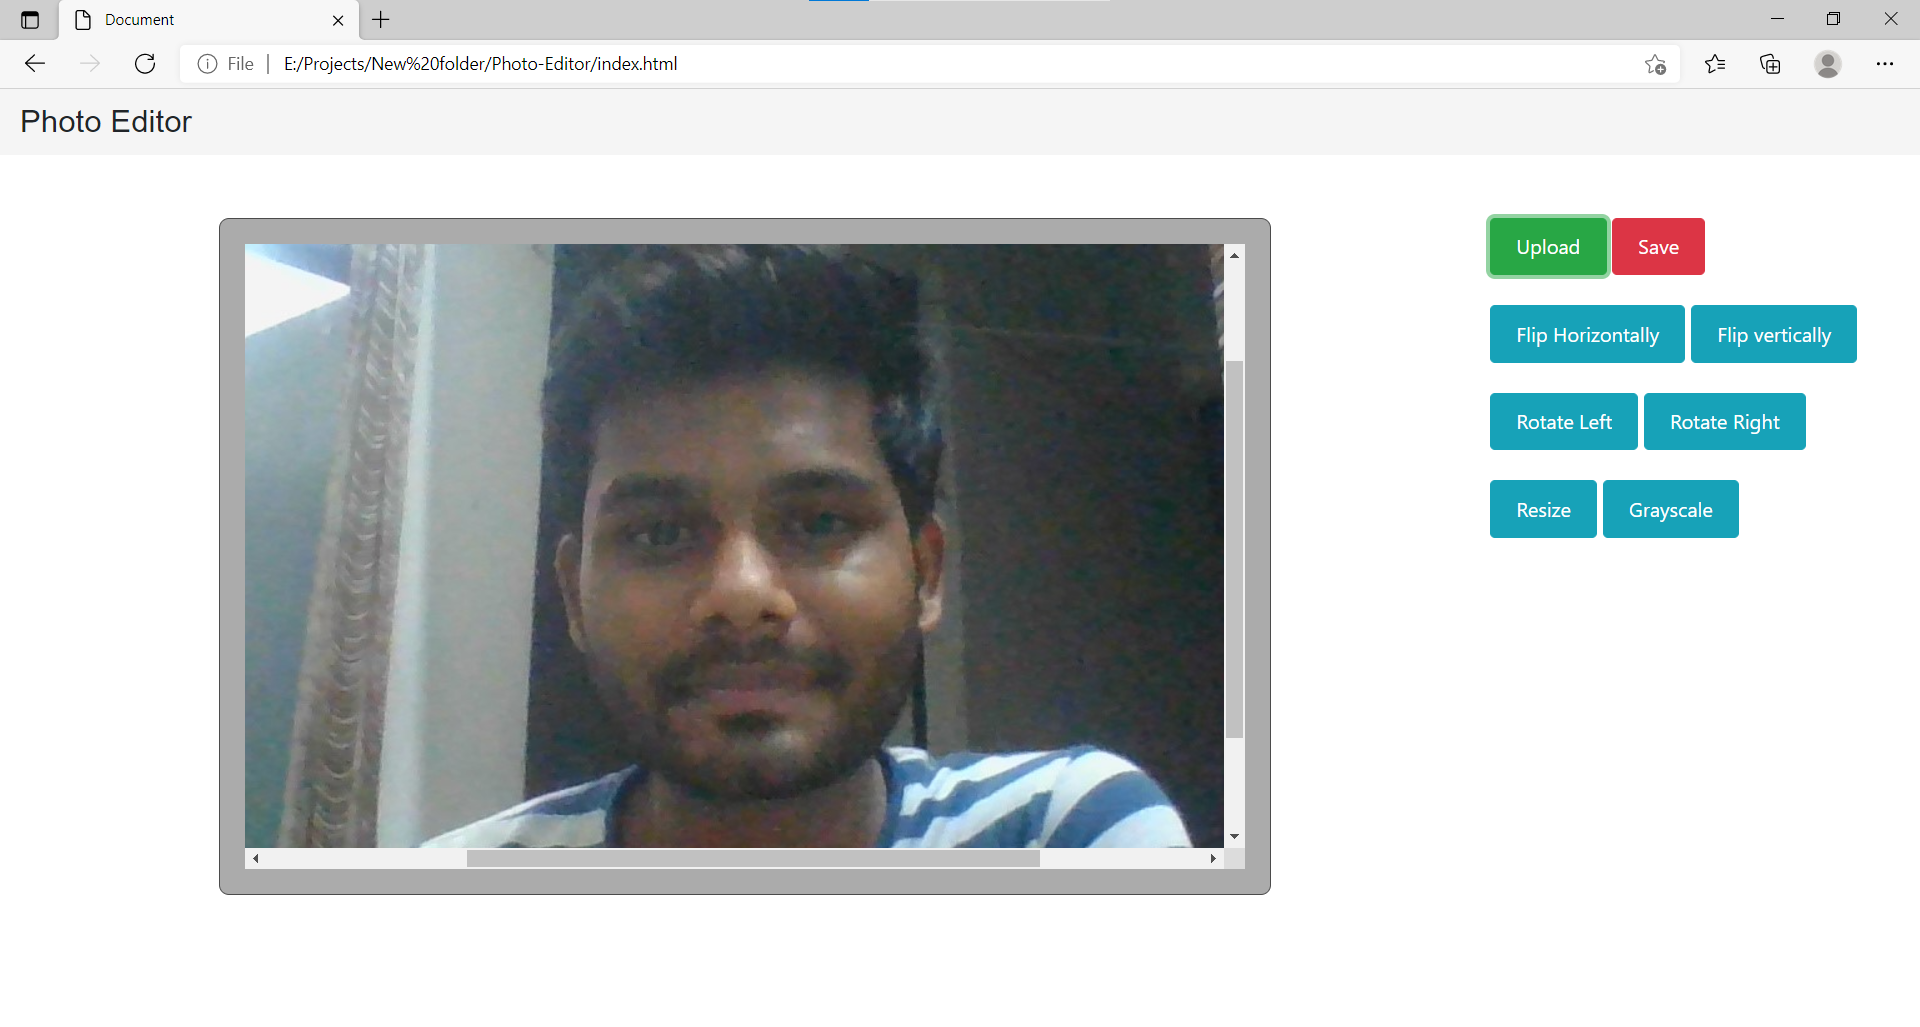 Document
File
E:/Projects/New%20folder/Photo-Editor/index.html
Photo Editor
Upload Save
Flip Horizontally Flip vertically
Rotate Left Rotate Right
Resize Grayscale